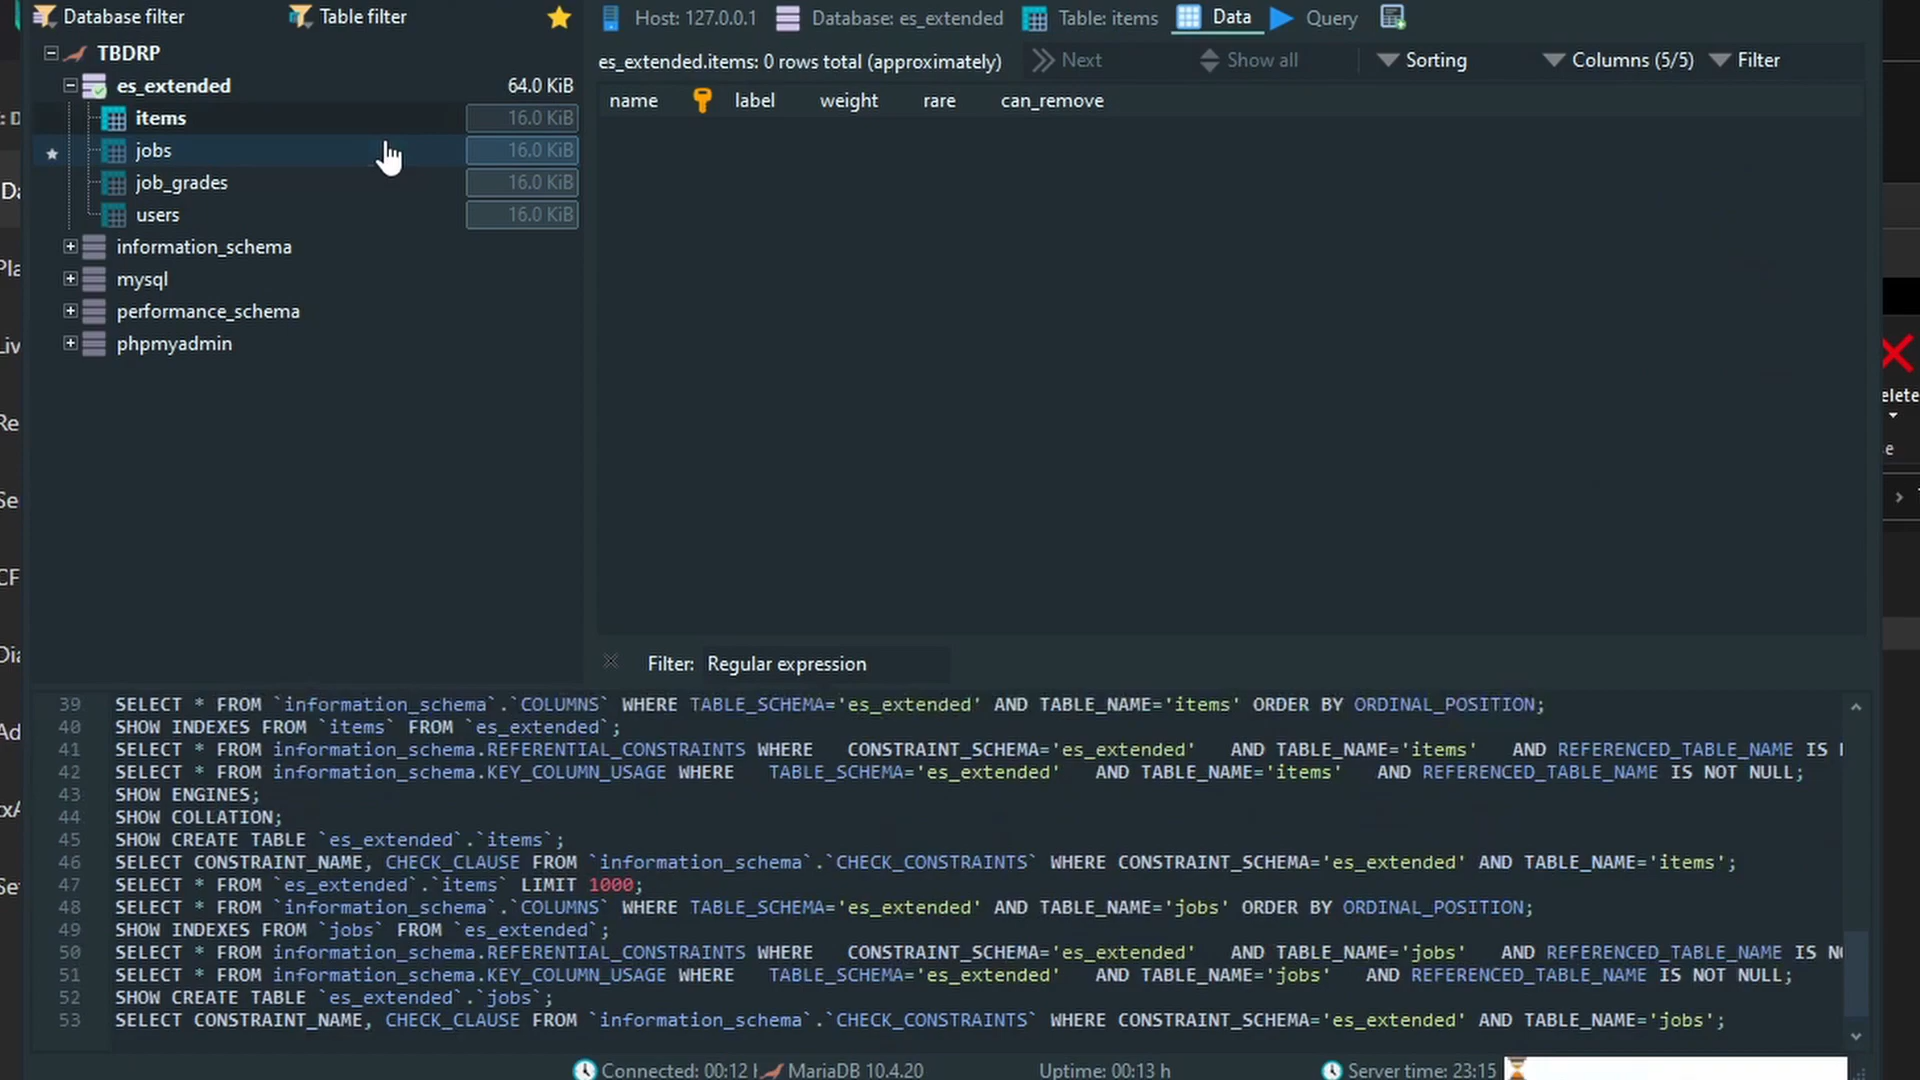 Database filter
Table filter
Host: 127.0.0.1
Database: es_extended
Table: items
Data
Query
TBDRP
es_extended 64.0 KiB
items 16.0 KiB
jobs 16.0 KiB
job_grades 16.0 KiB
users 16.0 KiB
information_schema
mysql
performance_schema
phpmyadmin
es_extended.items: 0 rows total (approximately)
Next
Show all
Sorting
Columns (5/5)
Filter
name label weight rare can_remove
Filter: Regular expression
39 SELECT * FROM `information_schema`.`COLUMNS` WHERE TABLE_SCHEMA='es_extended' AND TABLE_NAME='items' ORDER BY ORDINAL_POSITION;
40 SHOW INDEXES FROM `items` FROM `es_extended`;
41 SELECT * FROM information_schema.REFERENTIAL_CONSTRAINTS WHERE CONSTRAINT_SCHEMA='es_extended' AND TABLE_NAME='items' AND REFERENCED_TABLE_NAME IS
42 SELECT * FROM information_schema.KEY_COLUMN_USAGE WHERE TABLE_SCHEMA='es_extended' AND TABLE_NAME='items' AND REFERENCED_TABLE_NAME IS NOT NULL;
43 SHOW ENGINES;
44 SHOW COLLATION;
45 SHOW CREATE TABLE `es_extended`.`items`;
46 SELECT CONSTRAINT_NAME, CHECK_CLAUSE FROM `information_schema`.`CHECK_CONSTRAINTS` WHERE CONSTRAINT_SCHEMA='es_extended' AND TABLE_NAME='items';
47 SELECT * FROM `es_extended`.`items` LIMIT 1000;
48 SELECT * FROM `information_schema`.`COLUMNS` WHERE TABLE_SCHEMA='es_extended' AND TABLE_NAME='jobs' ORDER BY ORDINAL_POSITION;
49 SHOW INDEXES FROM `jobs` FROM `es_extended`;
50 SELECT * FROM information_schema.REFERENTIAL_CONSTRAINTS WHERE CONSTRAINT_SCHEMA='es_extended' AND TABLE_NAME='jobs' AND REFERENCED_TABLE_NAME IS
51 SELECT * FROM information_schema.KEY_COLUMN_USAGE WHERE TABLE_SCHEMA='es_extended' AND TABLE_NAME='jobs' AND REFERENCED_TABLE_NAME IS NOT NULL;
52 SHOW CREATE TABLE `es_extended`.`jobs`;
53 SELECT CONSTRAINT_NAME, CHECK_CLAUSE FROM `information_schema`.`CHECK_CONSTRAINTS` WHERE CONSTRAINT_SCHEMA='es_extended' AND TABLE_NAME='jobs';
Connected: 00:12
MariaDB 10.4.20
Uptime: 00:13 h
Server time: 23:15